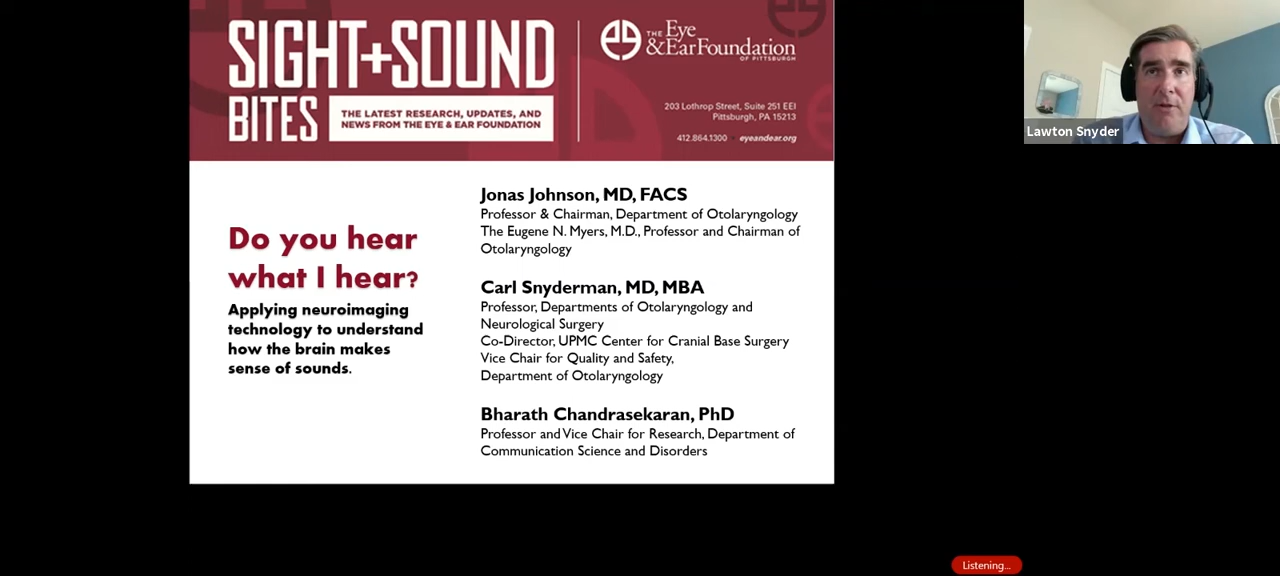 SIGHT+SOUND
BITES
THE LATEST RESEARCH, UPDATES, AND
NEWS FROM THE EYE & EAR FOUNDATION
THE Eye
& Ear Foundation
OF PITTSBURGH
203 Lothrop Street, Suite 251 EEI
Pittsburgh, PA 15213
412.864.1300 • eyeandear.org
Lawton Snyder
Do you hear
what I hear?
Applying neuroimaging
technology to understand
how the brain makes
sense of sounds.
Jonas Johnson, MD, FACS
Professor & Chairman, Department of Otolaryngology
The Eugene N. Myers, M.D., Professor and Chairman of
Otolaryngology
Carl Snyderman, MD, MBA
Professor, Departments of Otolaryngology and
Neurological Surgery
Co-Director, UPMC Center for Cranial Base Surgery
Vice Chair for Quality and Safety,
Department of Otolaryngology
Bharath Chandrasekaran, PhD
Professor and Vice Chair for Research, Department of
Communication Science and Disorders
Listening...